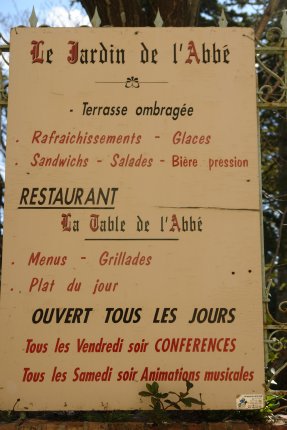 Le Jardin de l'Abbé
- Terrasse ombragée
. Rafraichissements - Glaces
. Sandwichs - Salades - Bière pression
RESTAURANT
La Table de l'Abbé
. Menus - Grillades
. Plat du jour
OUVERT TOUS LES JOURS
Tous les Vendredi soir CONFERENCES
Tous les Samedi soir Animations musicales